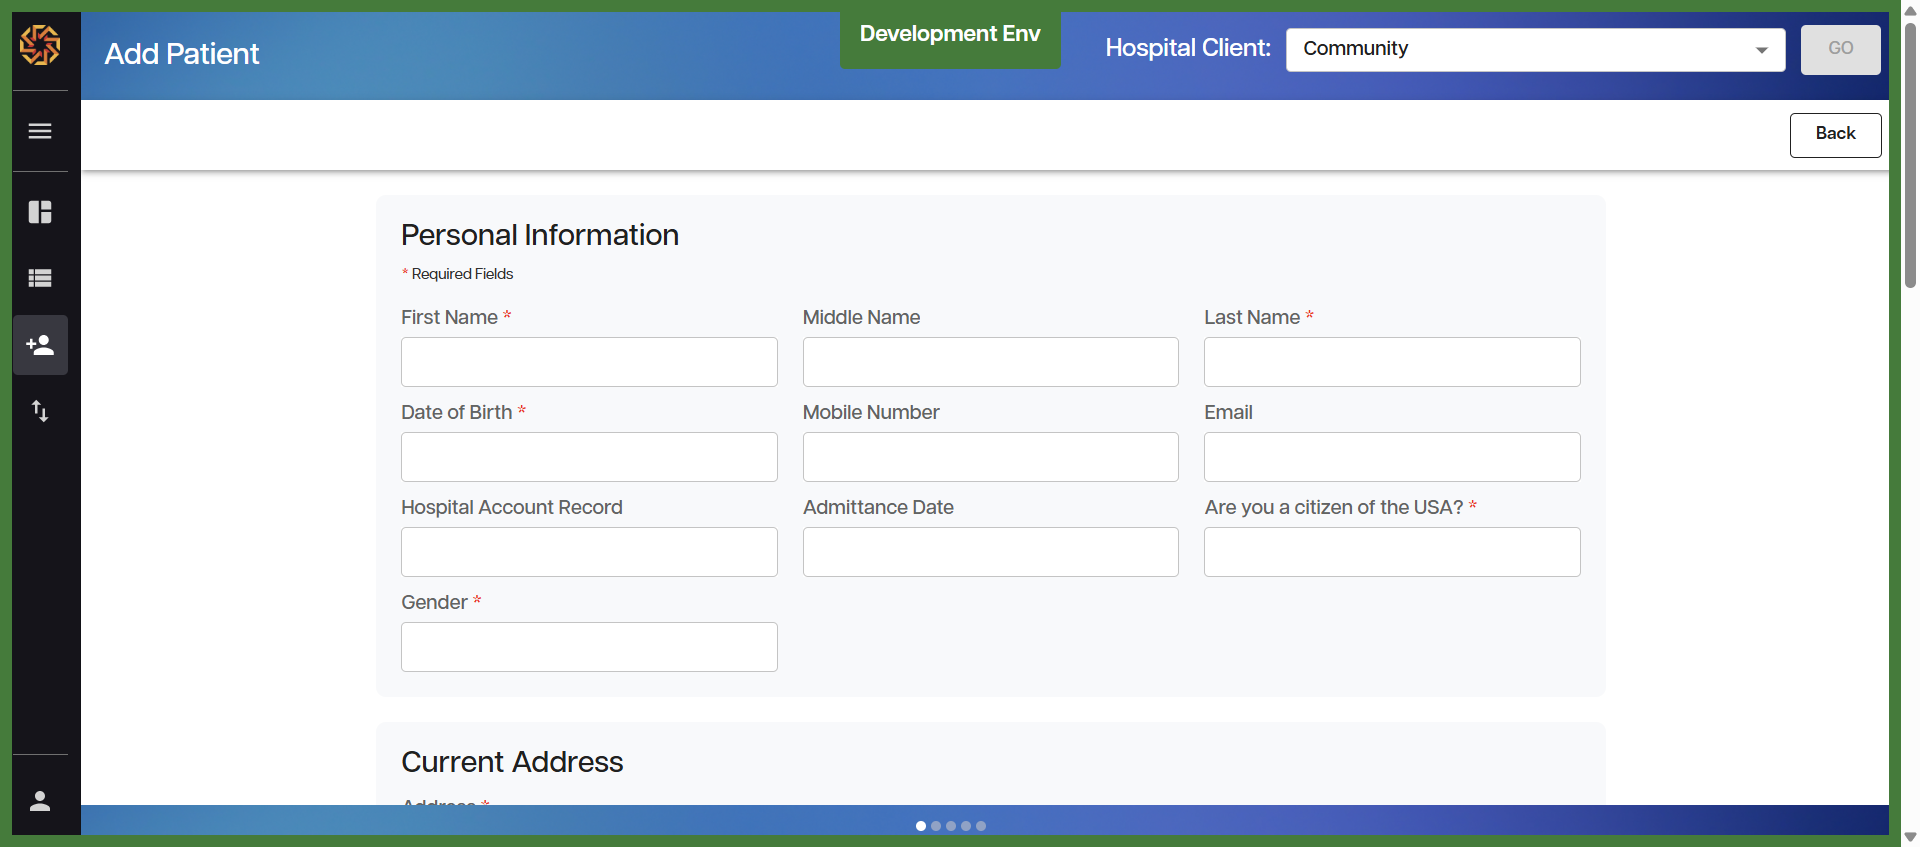 Add Patient
Development Env
Hospital Client:
Community
GO
Back
Personal Information
* Required Fields
First Name *
Middle Name
Last Name *
Date of Birth *
Mobile Number
Email
Hospital Account Record
Admittance Date
Are you a citizen of the USA? *
Gender *
Current Address
Address *